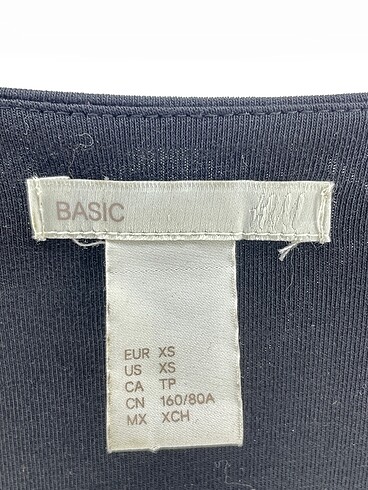 BASIC H&M
EUR XS
US XS
CA TP
CN 160/80A
MX XCH